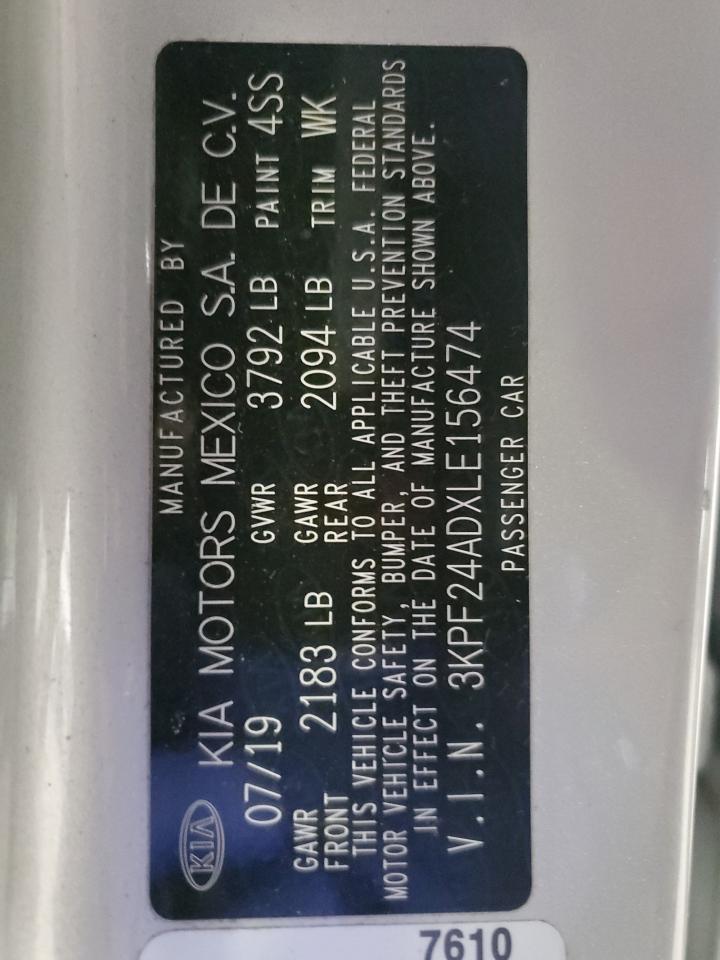 MANUFACTURED BY
KIA KIA MOTORS MEXICO S.A. DE C.V.
07/19 GVWR 3792 LB PAINT 4SS
GAWR FRONT 2183 LB GAWR REAR 2094 LB TRIM WK
THIS VEHICLE CONFORMS TO ALL APPLICABLE U.S.A. FEDERAL
MOTOR VEHICLE SAFETY, BUMPER, AND THEFT PREVENTION STANDARDS
IN EFFECT ON THE DATE OF MANUFACTURE SHOWN ABOVE.
V.I.N. 3KPF24ADXLE156474
PASSENGER CAR
7610